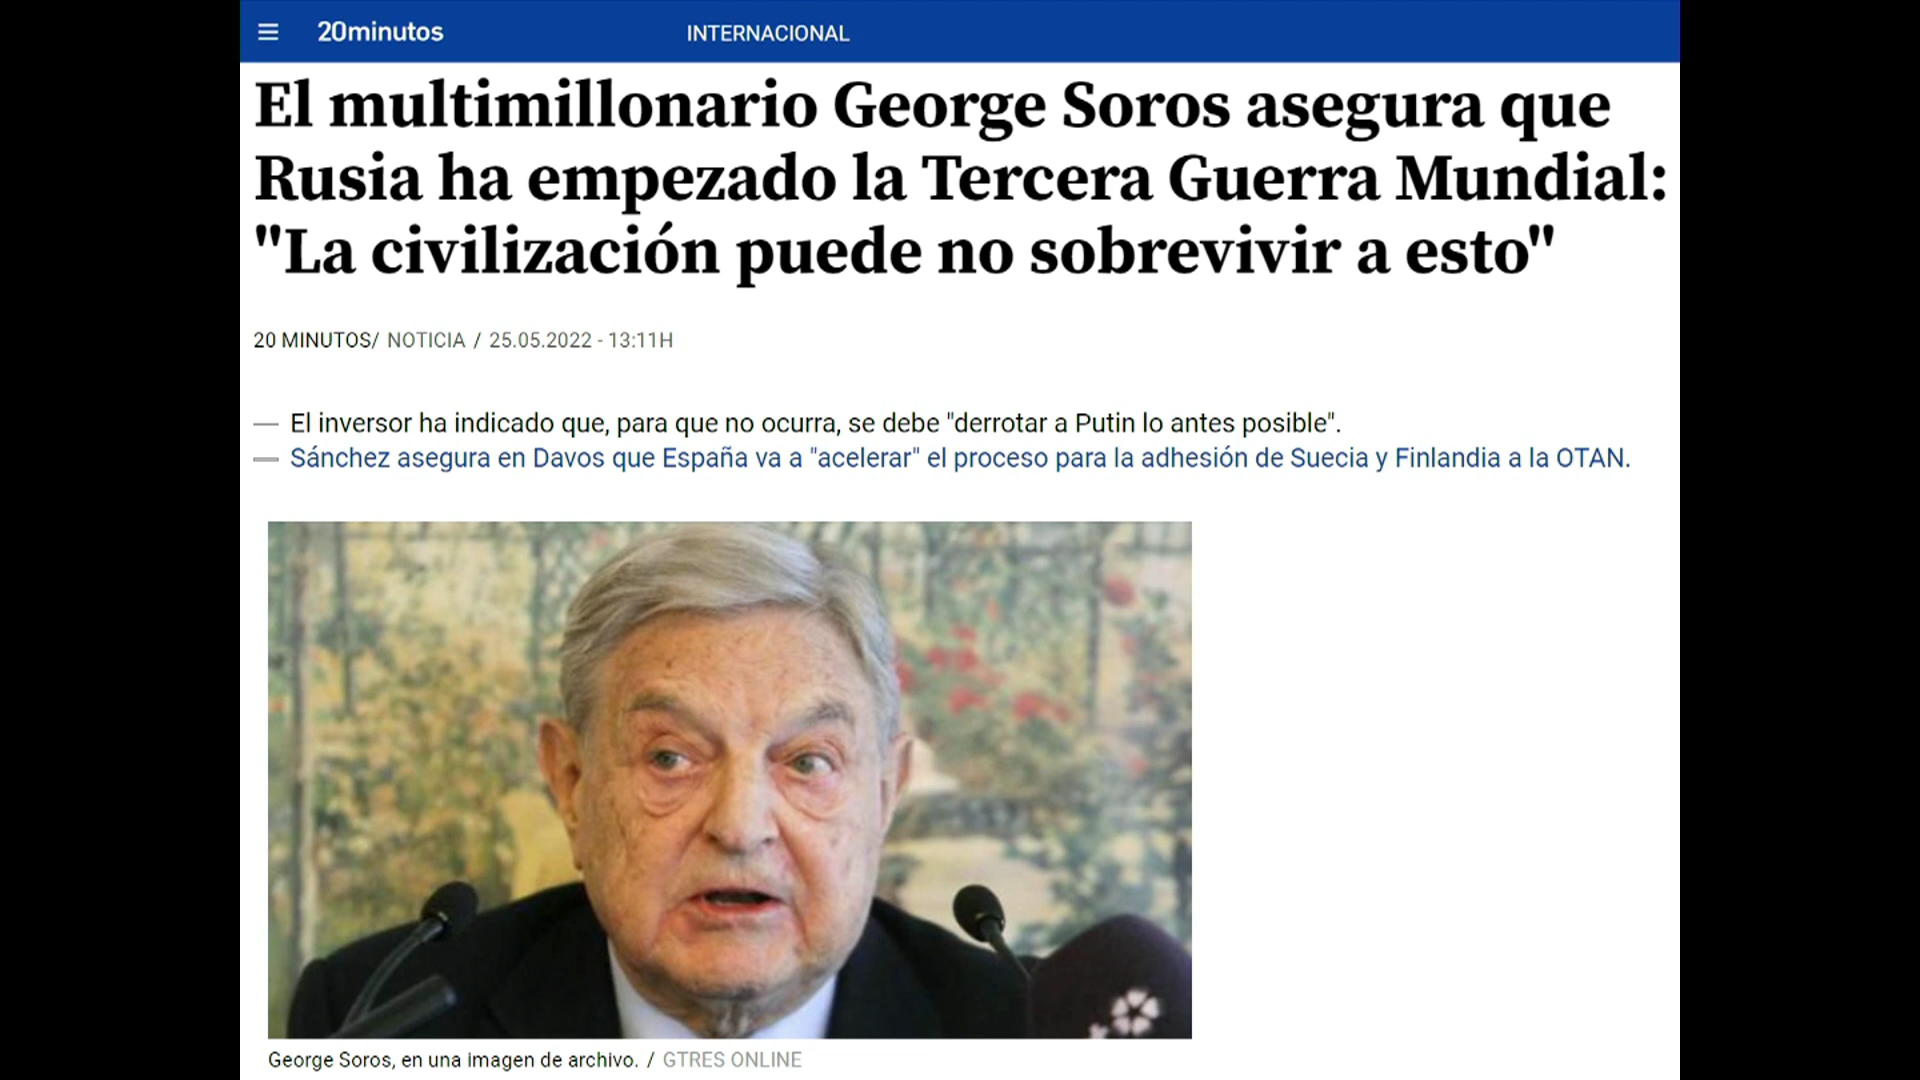 20minutos
INTERNACIONAL
El multimillonario George Soros asegura que
Rusia ha empezado la Tercera Guerra Mundial:
"La civilización puede no sobrevivir a esto"
20 MINUTOS/ NOTICIA / 25.05.2022 - 13:11H
— El inversor ha indicado que, para que no ocurra, se debe "derrotar a Putin lo antes posible".
— Sánchez asegura en Davos que España va a "acelerar" el proceso para la adhesión de Suecia y Finlandia a la OTAN.
George Soros, en una imagen de archivo. / GTRES ONLINE